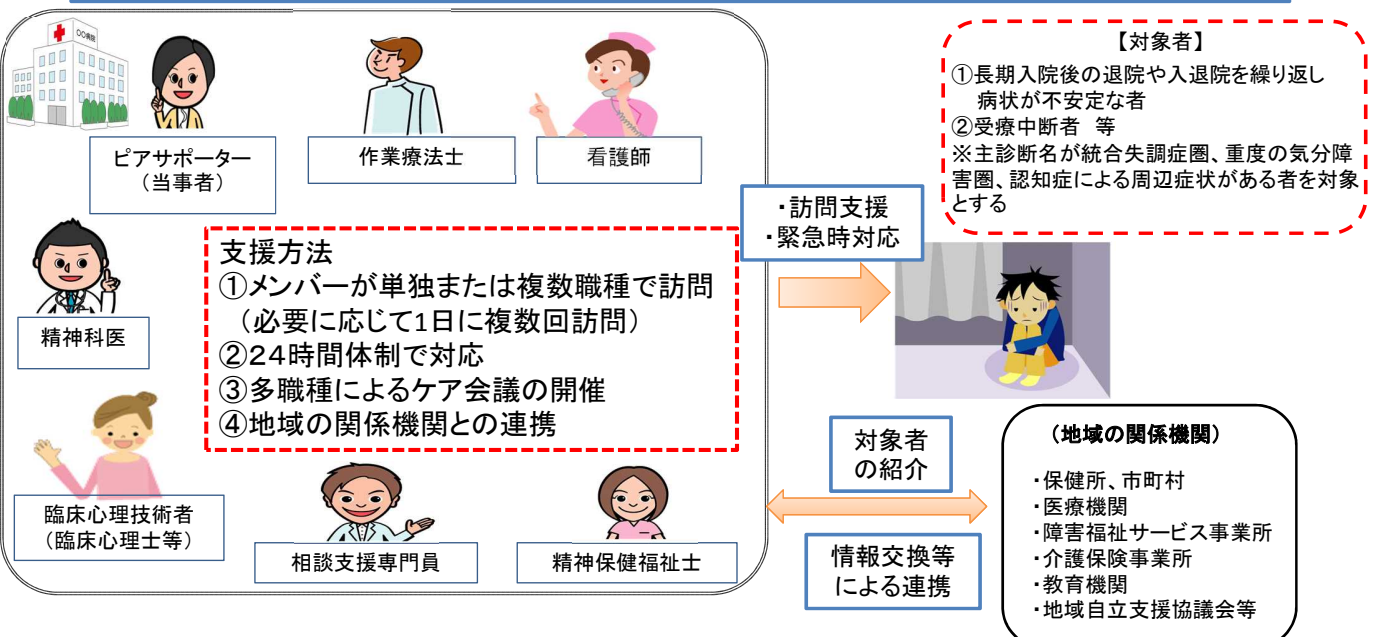 〇〇病院
ピアサポーター
(当事者)
作業療法士
看護師
精神科医
臨床心理技術者
(臨床心理士等)
相談支援専門員
精神保健福祉士
支援方法
①メンバーが単独または複数職種で訪問
(必要に応じて1日に複数回訪問)
②24時間体制で対応
③多職種によるケア会議の開催
④地域の関係機関との連携
・訪問支援
・緊急時対応
【対象者】
①長期入院後の退院や入退院を繰り返し
病状が不安定な者
②受療中断者 等
※主診断名が統合失調症圏、重度の気分障
害圏、認知症による周辺症状がある者を対象
とする
対象者
の紹介
情報交換等
による連携
(地域の関係機関)
・保健所、市町村
・医療機関
・障害福祉サービス事業所
・介護保険事業所
・教育機関
・地域自立支援協議会等